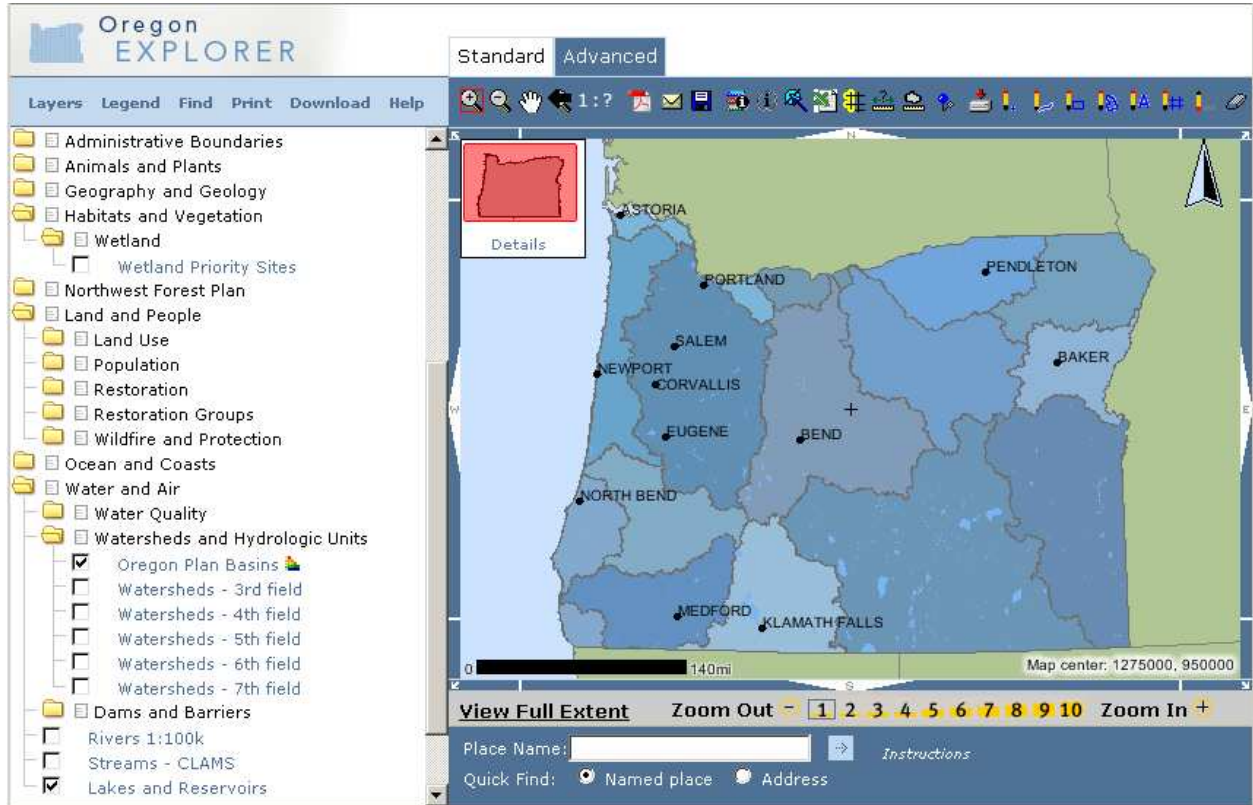 Oregon
EXPLORER
Standard Advanced
Layers Legend Find Print Download Help
1:?
Administrative Boundaries
Animals and Plants
Geography and Geology
Habitats and Vegetation
Wetland
Wetland Priority Sites
Northwest Forest Plan
Land and People
Land Use
Population
Restoration
Restoration Groups
Wildfire and Protection
Ocean and Coasts
Water and Air
Water Quality
Watersheds and Hydrologic Units
Oregon Plan Basins
Watersheds - 3rd field
Watersheds - 4th field
Watersheds - 5th field
Watersheds - 6th field
Watersheds - 7th field
Dams and Barriers
Rivers 1:100k
Streams - CLAMS
Lakes and Reservoirs
N
Details
ASTORIA
PORTLAND
PENDLETON
SALEM
NEWPORT
CORVALLIS
BAKER
W
E
EUGENE
BEND
NORTH BEND
MEDFORD
KLAMATH FALLS
0 140mi
Map center: 1275000, 950000
S
View Full Extent Zoom Out - 1 2 3 4 5 6 7 8 9 10 Zoom In +
Place Name: Instructions
Quick Find: Named place Address